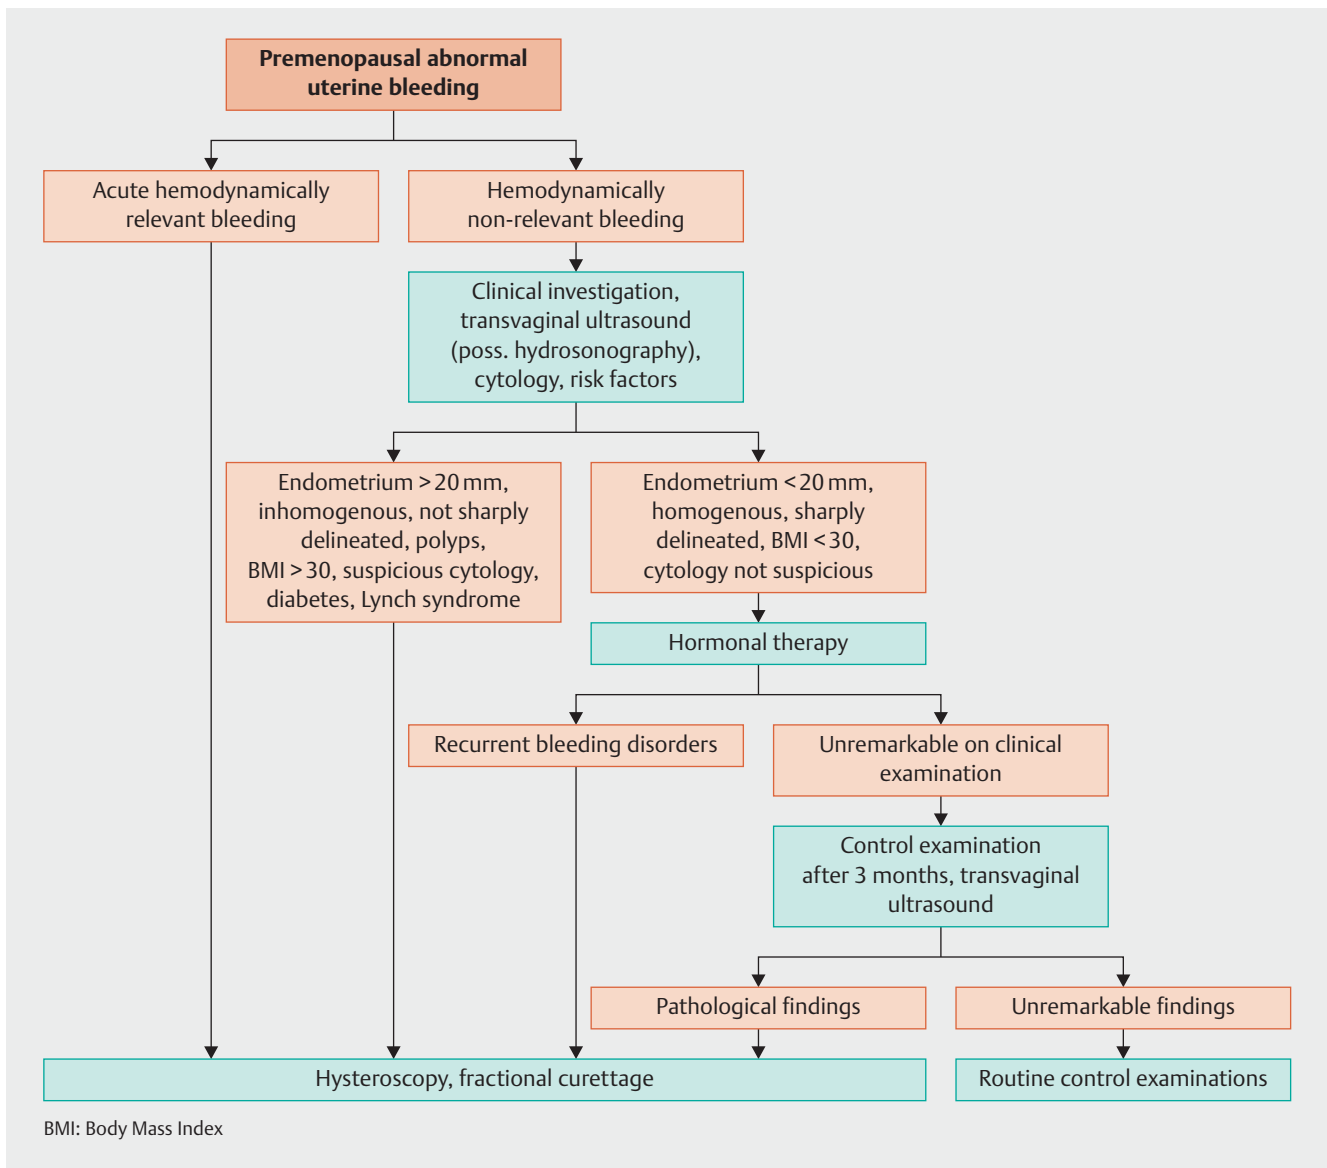 Premenopausal abnormal
uterine bleeding
Acute hemodynamically
relevant bleeding
Hemodynamically
non-relevant bleeding
Clinical investigation,
transvaginal ultrasound
(poss. hydrosonography),
cytology, risk factors
Endometrium > 20 mm,
inhomogenous, not sharply
delineated, polyps,
BMI > 30, suspicious cytology,
diabetes, Lynch syndrome
Endometrium < 20 mm,
homogenous, sharply
delineated, BMI < 30,
cytology not suspicious
Hormonal therapy
Recurrent bleeding disorders
Unremarkable on clinical
examination
Control examination
after 3 months, transvaginal
ultrasound
Pathological findings
Unremarkable findings
Hysteroscopy, fractional curettage
Routine control examinations
BMI: Body Mass Index